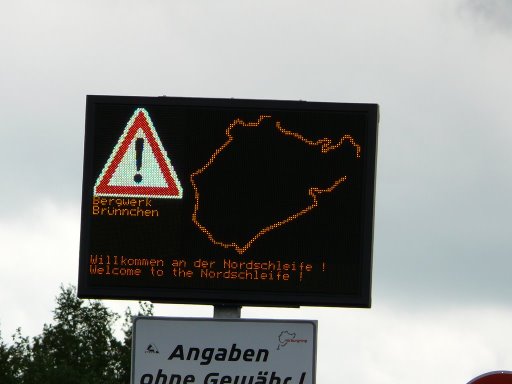 Bergwerk
Brünnchen
Willkommen an der Nordschleife !
Welcome to the Nordschleife !
Angaben
ohne Gewähr !